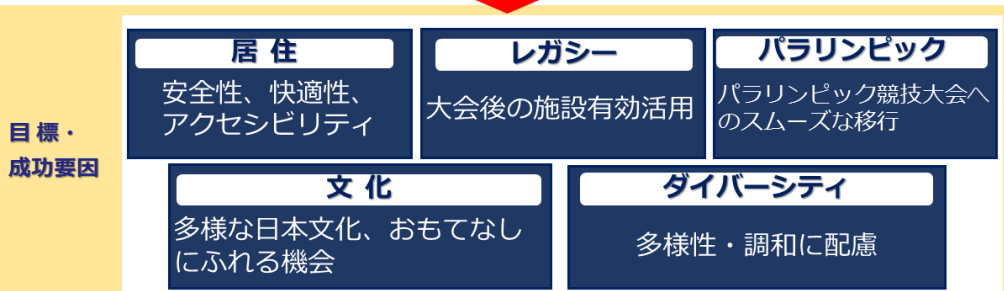 目標・
成功要因
居住
安全性、快適性、
アクセシビリティ
レガシー
大会後の施設有効活用
パラリンピック
パラリンピック競技大会へ
のスムーズな移行
文化
多様な日本文化、おもてなし
にふれる機会
ダイバーシティ
多様性・調和に配慮